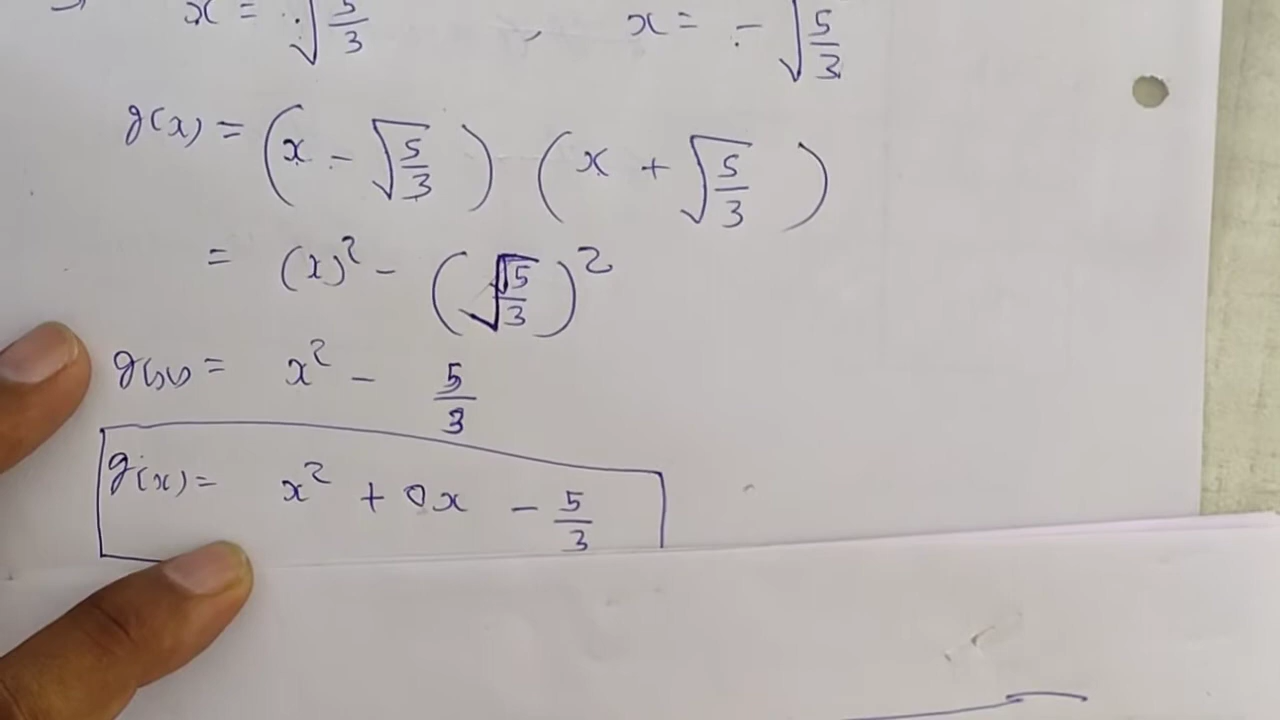 x = √5/3 , x = - √5/3
g(x) = (x - √5/3) (x + √5/3)
= (x)² - (√5/3)²
g(x) = x² - 5/3
g(x) = x² + 0x - 5/3